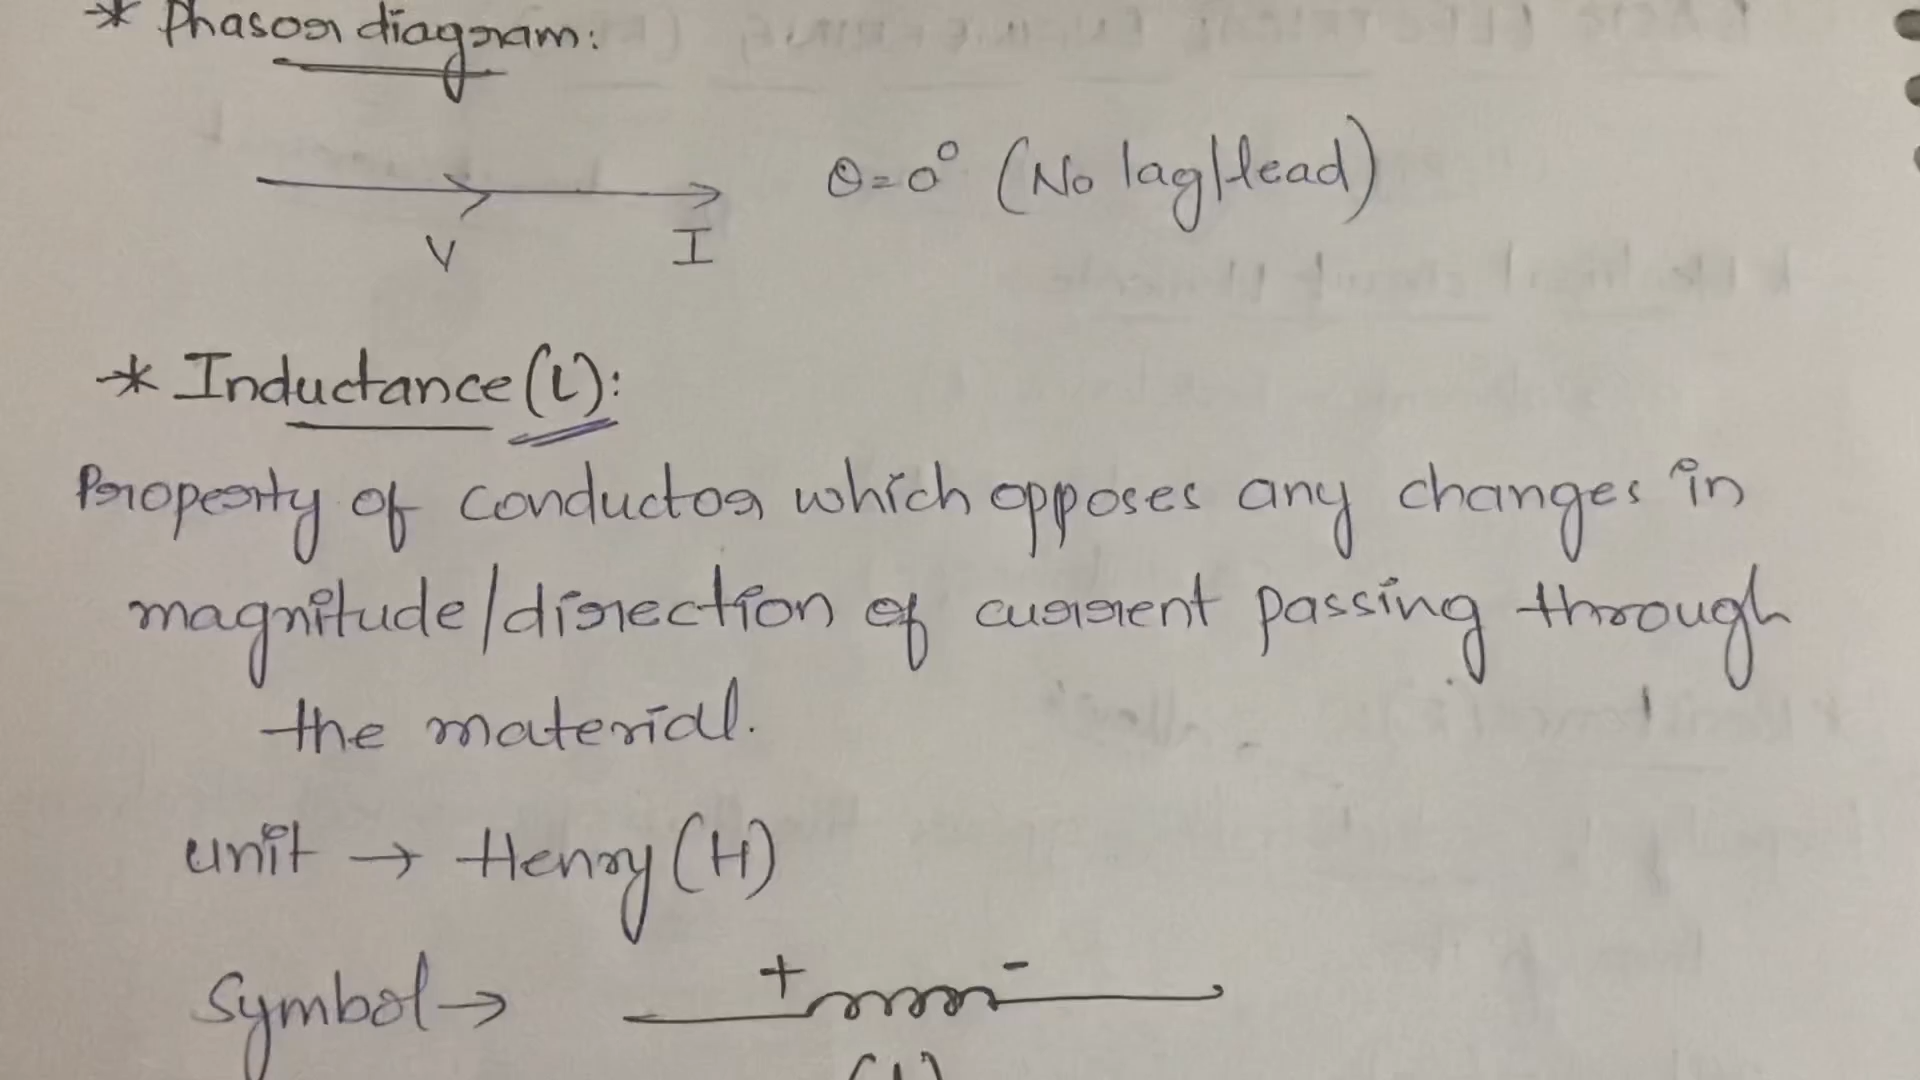 * Phasor diagram:
θ=0° (No lag/lead)
V I
* Inductance (L):
Property of conductor which opposes any changes in
magnitude/direction of current passing through
the material.
unit → Henry (H)
+ -
Symbol →
(L)